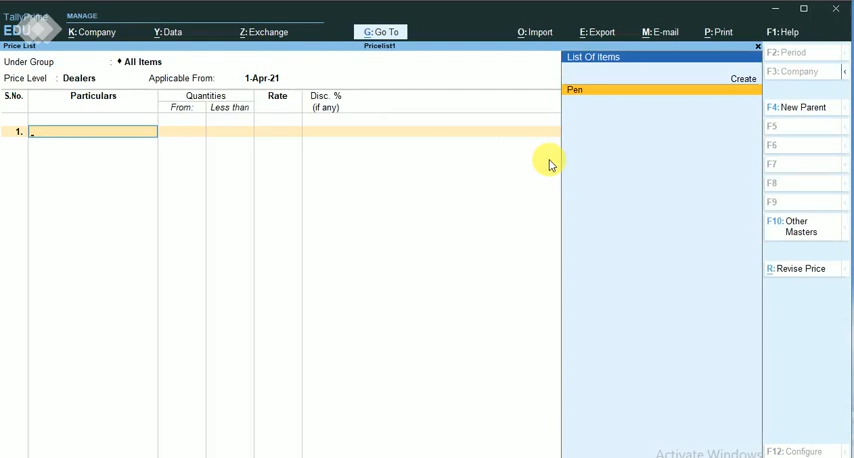 TallyPrime
MANAGE
EDU
K: Company
Y: Data
Z: Exchange
G: Go To
O: Import
E: Export
M: E-mail
P: Print
F1: Help
Price List
Pricelist1
Under Group : ♦ All Items
Price Level : Dealers
Applicable From: 1-Apr-21
S.No. Particulars Quantities Rate Disc. %
From: Less than (if any)
1.
List Of Items
Create
Pen
F2: Period
F3: Company
F4: New Parent
F5
F6
F7
F8
F9
F10: Other
Masters
R: Revise Price
Activate Windows
F12: Configure